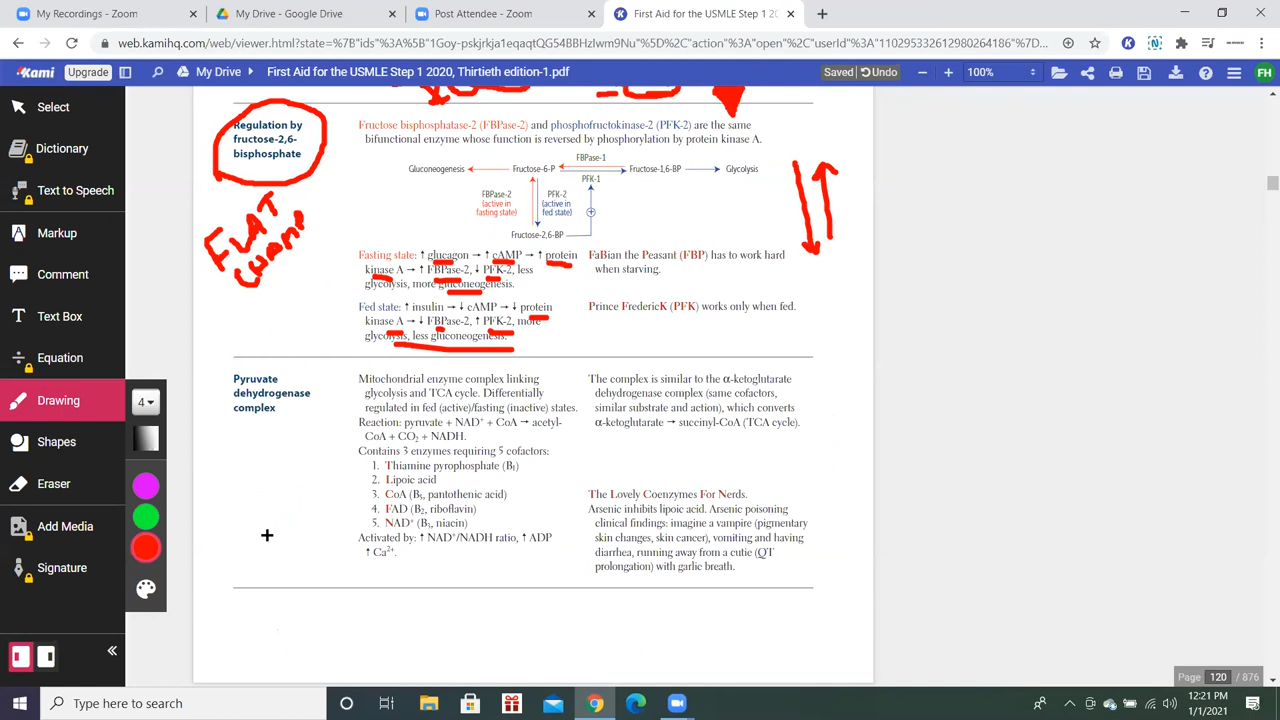 My Recordings - Zoom
My Drive - Google Drive
Post Attendee - Zoom
First Aid for the USMLE Step 1 20
web.kamihq.com/web/viewer.html?state=%7B"ids"%3A%5B"1Goy-pskjrkja1eqaqtQG54BBHzlwm9Nu"%5D%2C"action"%3A"open"%2C"userId"%3A"110295332612980264186"%7D...
Kami
Upgrade
My Drive
First Aid for the USMLE Step 1 2020, Thirtieth edition-1.pdf
Saved Undo
100%
FH
Select
Dictionary
Text to Speech
Markup
Comment
Text Box
Equation
Drawing
Shapes
Eraser
Add Media
Signature
4
Regulation by
fructose-2,6-
bisphosphate
FLAT
Fructose bisphosphatase-2 (FBPase-2) and phosphofructokinase-2 (PFK-2) are the same
bifunctional enzyme whose function is reversed by phosphorylation by protein kinase A.
FBPase-1
Gluconeogenesis
Fructose-6-P
Fructose-1,6-BP
Glycolysis
PFK-1
FBPase-2
(active in
fasting state)
PFK-2
(active in
fed state)
+
Fructose-2,6-BP
Fasting state: ↑ glucagon → ↑ cAMP → ↑ protein
kinase A → ↑ FBPase-2, ↓ PFK-2, less
glycolysis, more gluconeogenesis.
FaBian the Peasant (FBP) has to work hard
when starving.
Fed state: ↑ insulin → ↓ cAMP → ↓ protein
kinase A → ↓ FBPase-2, ↑ PFK-2, more
glycolysis, less gluconeogenesis.
Prince FredericK (PFK) works only when fed.
Pyruvate
dehydrogenase
complex
Mitochondrial enzyme complex linking
glycolysis and TCA cycle. Differentially
regulated in fed (active)/fasting (inactive) states.
Reaction: pyruvate + NAD⁺ + CoA → acetyl-
CoA + CO₂ + NADH.
Contains 3 enzymes requiring 5 cofactors:
1. Thiamine pyrophosphate (B₁)
2. Lipoic acid
3. CoA (B₅, pantothenic acid)
4. FAD (B₂, riboflavin)
5. NAD⁺ (B₃, niacin)
Activated by: ↑ NAD⁺/NADH ratio, ↑ ADP
↑ Ca²⁺.
The complex is similar to the α-ketoglutarate
dehydrogenase complex (same cofactors,
similar substrate and action), which converts
α-ketoglutarate → succinyl-CoA (TCA cycle).
The Lovely Coenzymes For Nerds.
Arsenic inhibits lipoic acid. Arsenic poisoning
clinical findings: imagine a vampire (pigmentary
skin changes, skin cancer), vomiting and having
diarrhea, running away from a cutie (QT
prolongation) with garlic breath.
Page 120 / 876
Type here to search
12:21 PM
1/1/2021